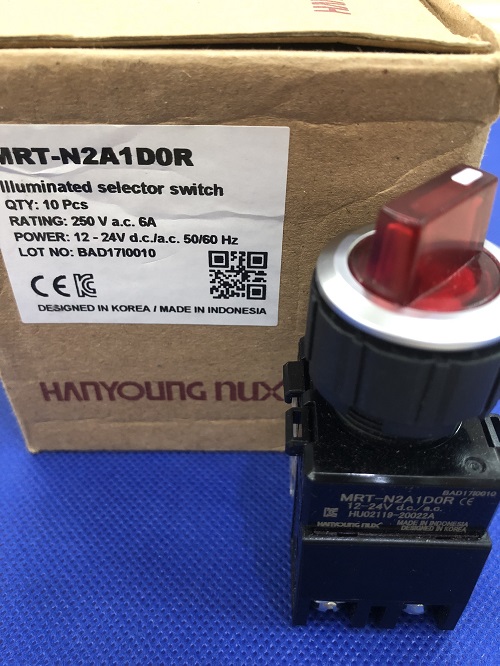 MRT-N2A1D0R
Illuminated selector switch
QTY: 10 Pcs
RATING: 250 V a.c. 6A
POWER: 12 - 24V d.c./a.c. 50/60 Hz
LOT NO: BAD17I0010
CE
DESIGNED IN KOREA / MADE IN INDONESIA
HANYOUNG NUX
BAD17I0010
MRT-N2A1D0R CE
12-24V d.c./a.c.
HU02119-20022A
HANYOUNG NUX MADE IN INDONESIA
DESIGNED IN KOREA